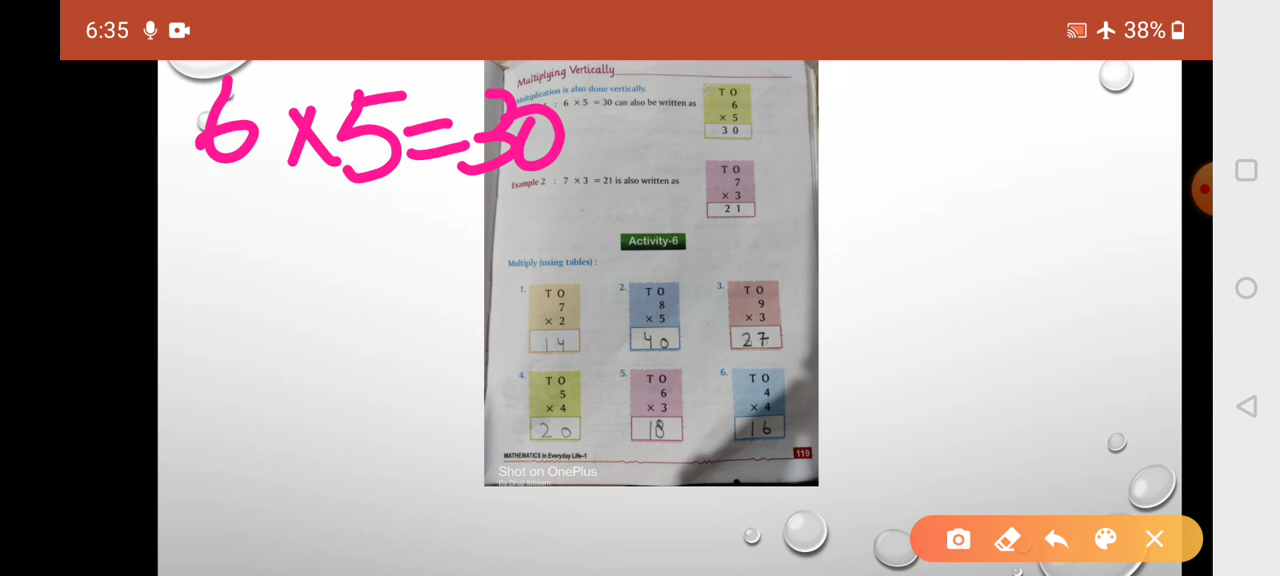 6:35 38%
6 x 5 = 30
Multiplying Vertically
Multiplication is also done vertically.
: 6 × 5 = 30 can also be written as
T O
6
× 5
3 0
Example 2 : 7 × 3 = 21 is also written as
T O
7
× 3
2 1
Activity-6
Multiply (using tables) :
1.
T O
7
× 2
14
2.
T O
8
× 5
40
3.
T O
9
× 3
27
4.
T O
5
× 4
20
5.
T O
6
× 3
18
6.
T O
4
× 4
16
MATHEMATICS in Everyday Life-1
119
Shot on OnePlus